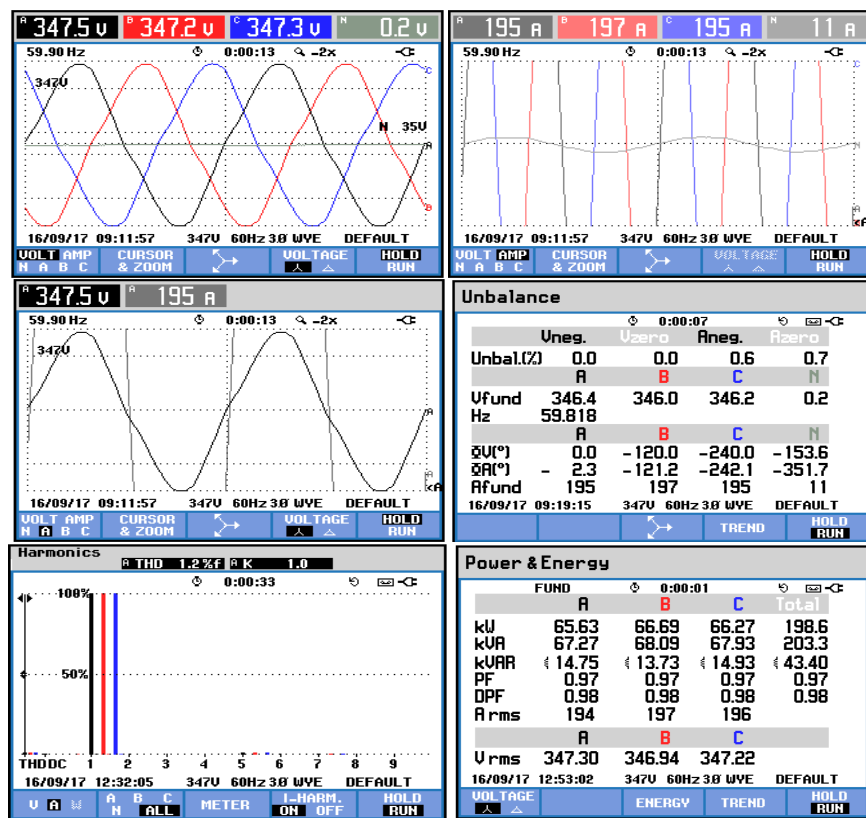 A 347.5 V B 347.2 V C 347.3 V N 0.2 V
59.90 Hz 0:00:13 -2x
347V
C
N 35V
A
B
16/09/17 09:11:57 347V 60Hz 3Ø WYE DEFAULT
VOLT AMP CURSOR VOLTAGE HOLD
N A B C & ZOOM RUN
A 195 A B 197 A C 195 A N 11 A
59.90 Hz 0:00:13 -2x
C
N
A
A
16/09/17 09:11:57 347V 60Hz 3Ø WYE DEFAULT
VOLT AMP CURSOR VOLTAGE HOLD
N A B C & ZOOM RUN
A 347.5 V A 195 A
59.90 Hz 0:00:13 -2x
347V
A
A
A
16/09/17 09:11:57 347V 60Hz 3Ø WYE DEFAULT
VOLT AMP CURSOR VOLTAGE HOLD
N A B C & ZOOM RUN
Unbalance
0:00:07
Vneg. Vzero Aneg. Azero
Unbal.(%) 0.0 0.0 0.6 0.7
A B C N
Vfund 346.4 346.0 346.2 0.2
Hz 59.818
A B C N
ØV(°) 0.0 -120.0 -240.0 -153.6
ØA(°) - 2.3 -121.2 -242.1 -351.7
Afund 195 197 195 11
16/09/17 09:19:15 347V 60Hz 3Ø WYE DEFAULT
TREND HOLD
RUN
Harmonics
A THD 1.2%f A K 1.0
0:00:33
100%
50%
THDDC 1 2 3 4 5 6 7 8 9
16/09/17 12:32:05 347V 60Hz 3Ø WYE DEFAULT
V A W A B C METER I-HARM. HOLD
N ALL ON OFF RUN
Power & Energy
FUND 0:00:01
A B C Total
kW 65.63 66.69 66.27 198.6
kVA 67.27 68.09 67.93 203.3
kVAR 14.75 13.73 14.93 43.40
PF 0.97 0.97 0.97 0.97
DPF 0.98 0.98 0.98 0.98
A rms 194 197 196
A B C
V rms 347.30 346.94 347.22
16/09/17 12:53:02 347V 60Hz 3Ø WYE DEFAULT
VOLTAGE ENERGY TREND HOLD
RUN